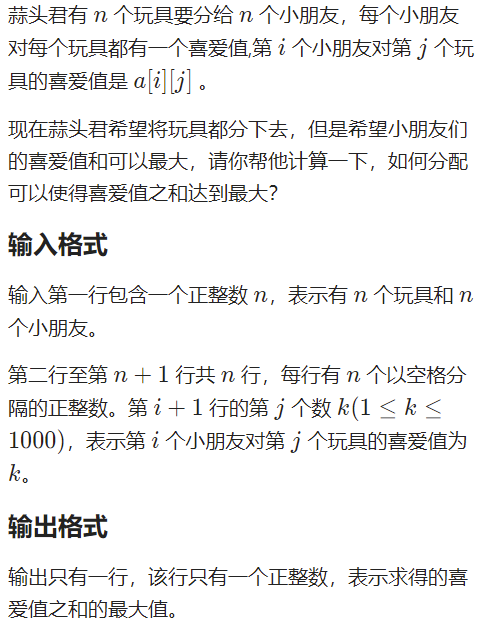 蒜头君有 n 个玩具要分给 n 个小朋友，每个小朋友
对每个玩具都有一个喜爱值,第 i 个小朋友对第 j 个玩
具的喜爱值是 a[i][j] 。
现在蒜头君希望将玩具都分下去，但是希望小朋友们
的喜爱值和可以最大，请你帮他计算一下，如何分配
可以使得喜爱值之和达到最大？
输入格式
输入第一行包含一个正整数 n，表示有 n 个玩具和 n
个小朋友。
第二行至第 n + 1 行共 n 行，每行有 n 个以空格分
隔的正整数。第 i + 1 行的第 j 个数 k(1 ≤ k ≤
1000)，表示第 i 个小朋友对第 j 个玩具的喜爱值为
k。
输出格式
输出只有一行，该行只有一个正整数，表示求得的喜
爱值之和的最大值。